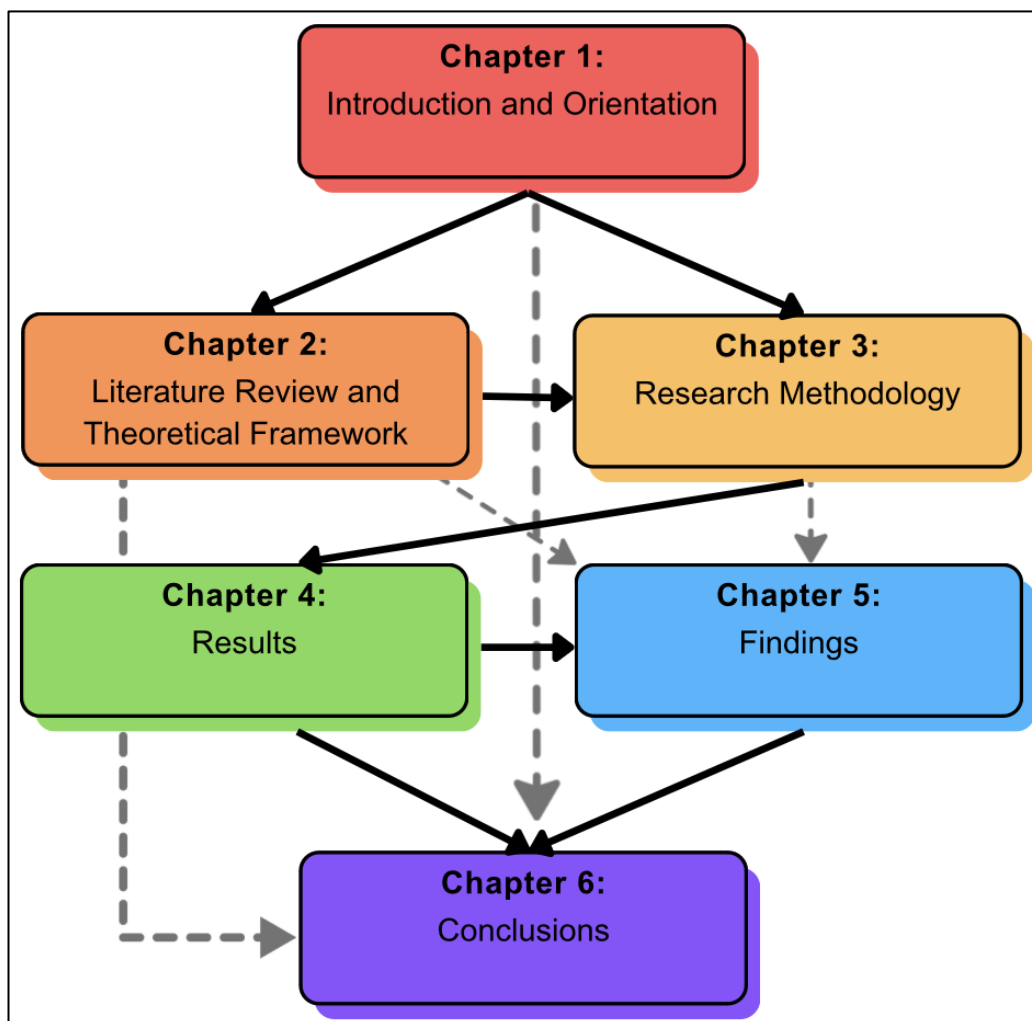 Chapter 1:
Introduction and Orientation
Chapter 2:
Literature Review and
Theoretical Framework
Chapter 3:
Research Methodology
Chapter 4:
Results
Chapter 5:
Findings
Chapter 6:
Conclusions